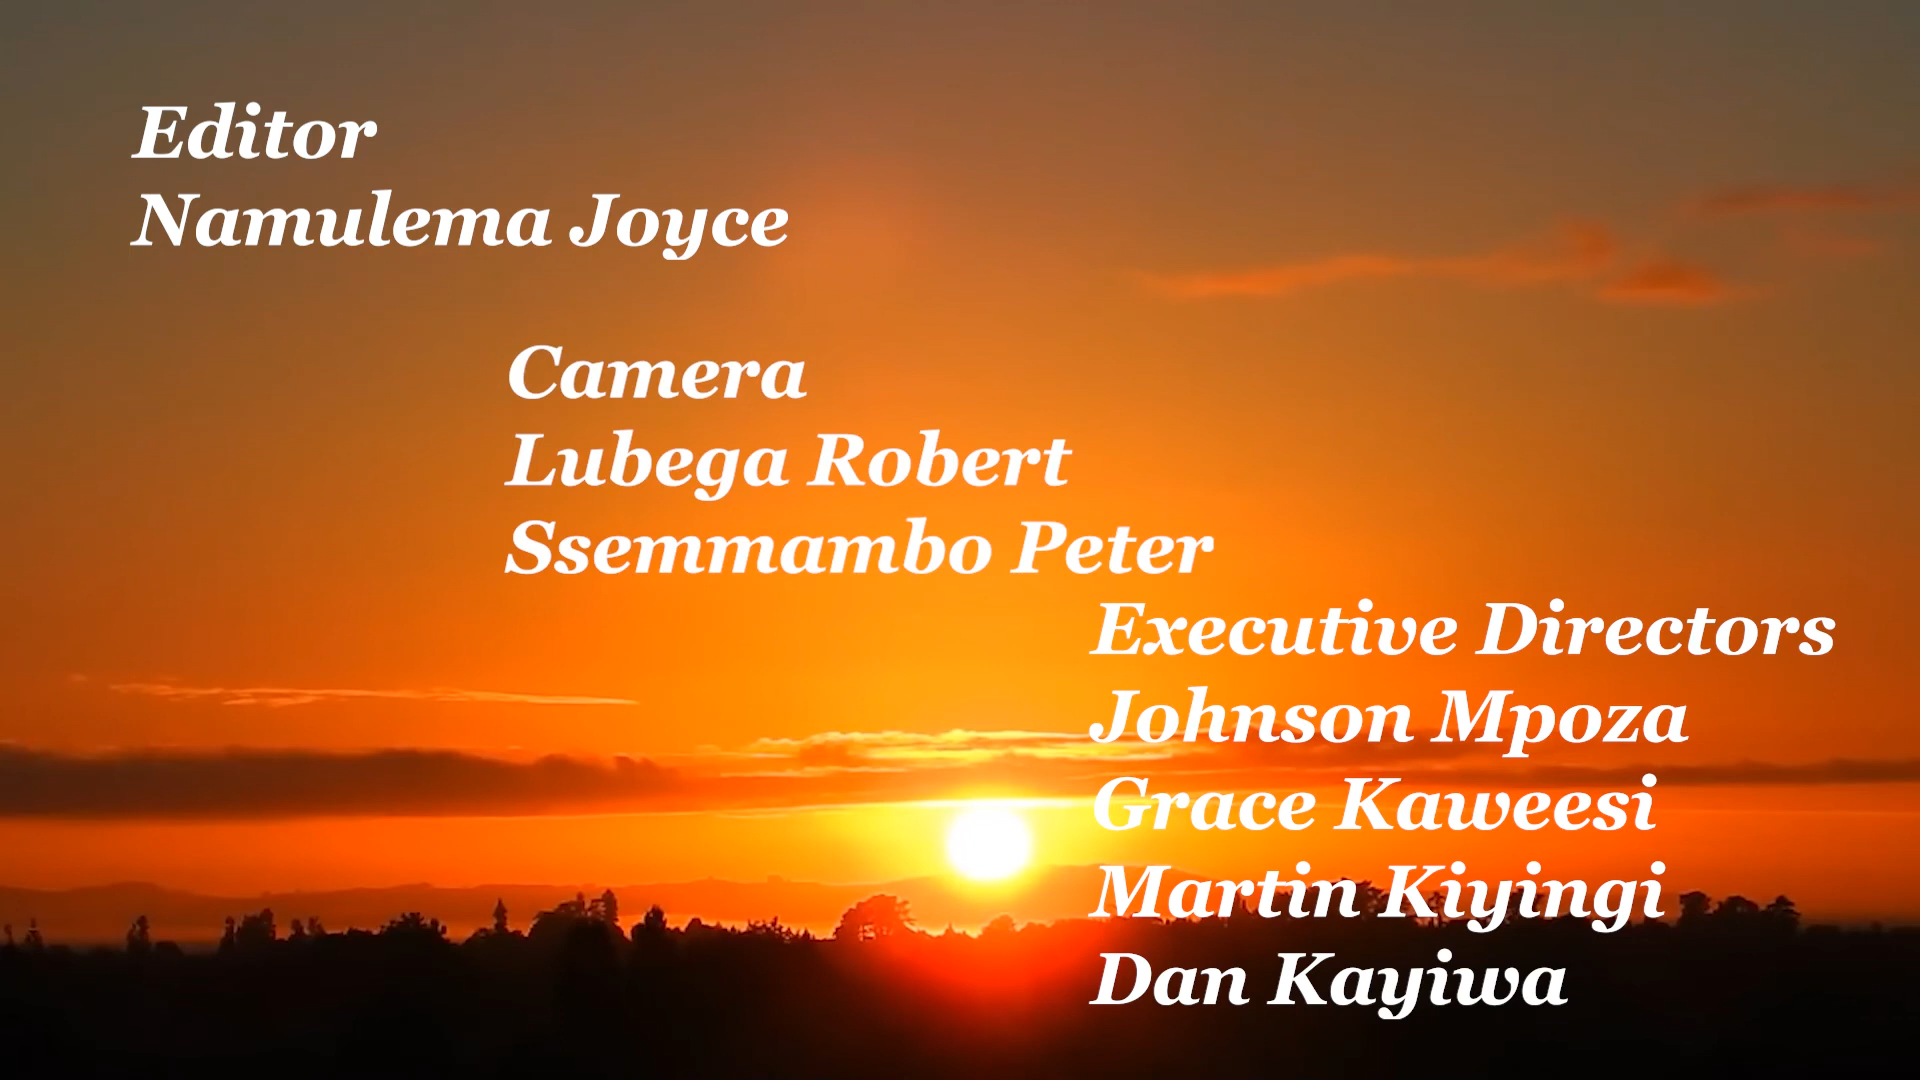 Editor
Namulema Joyce
Camera
Lubega Robert
Ssemmambo Peter
Executive Directors
Johnson Mpoza
Grace Kaweesi
Martin Kiyingi
Dan Kayiwa